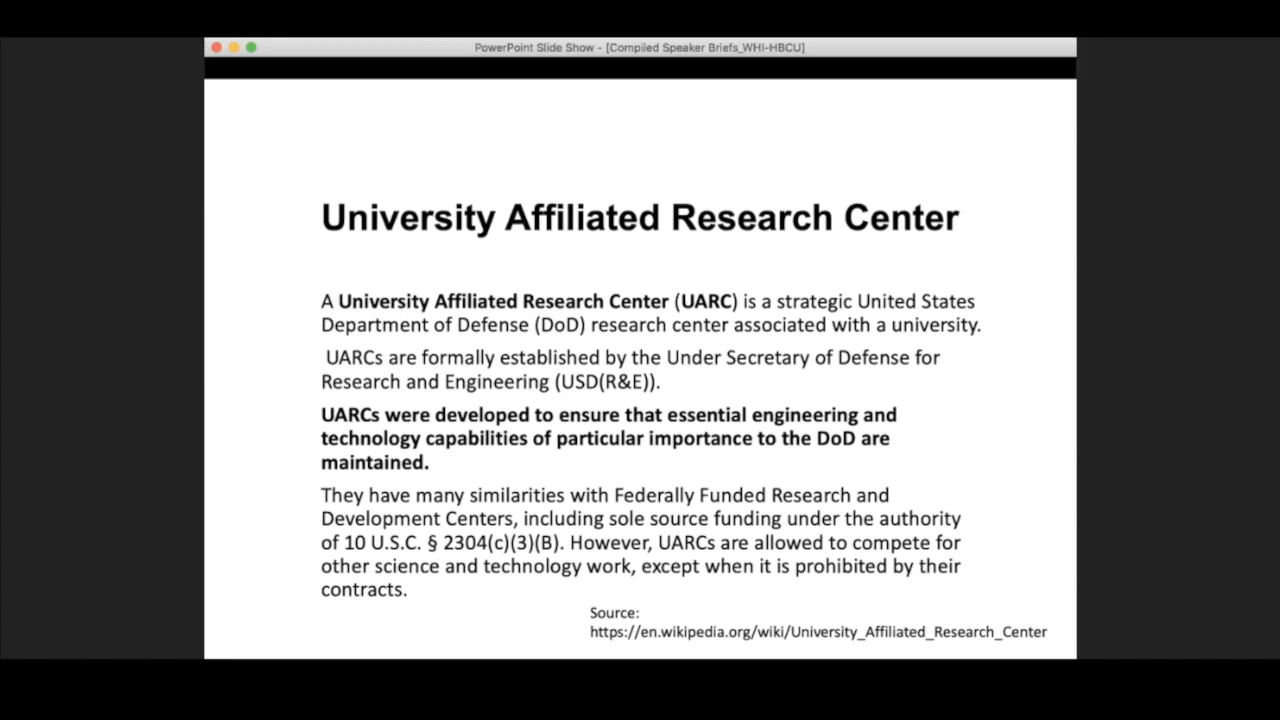 PowerPoint Slide Show - [Compiled Speaker Briefs_WHI-HBCU]
University Affiliated Research Center
A University Affiliated Research Center (UARC) is a strategic United States
Department of Defense (DoD) research center associated with a university.
UARCs are formally established by the Under Secretary of Defense for
Research and Engineering (USD(R&E)).
UARCs were developed to ensure that essential engineering and
technology capabilities of particular importance to the DoD are
maintained.
They have many similarities with Federally Funded Research and
Development Centers, including sole source funding under the authority
of 10 U.S.C. § 2304(c)(3)(B). However, UARCs are allowed to compete for
other science and technology work, except when it is prohibited by their
contracts.
Source:
https://en.wikipedia.org/wiki/University_Affiliated_Research_Center